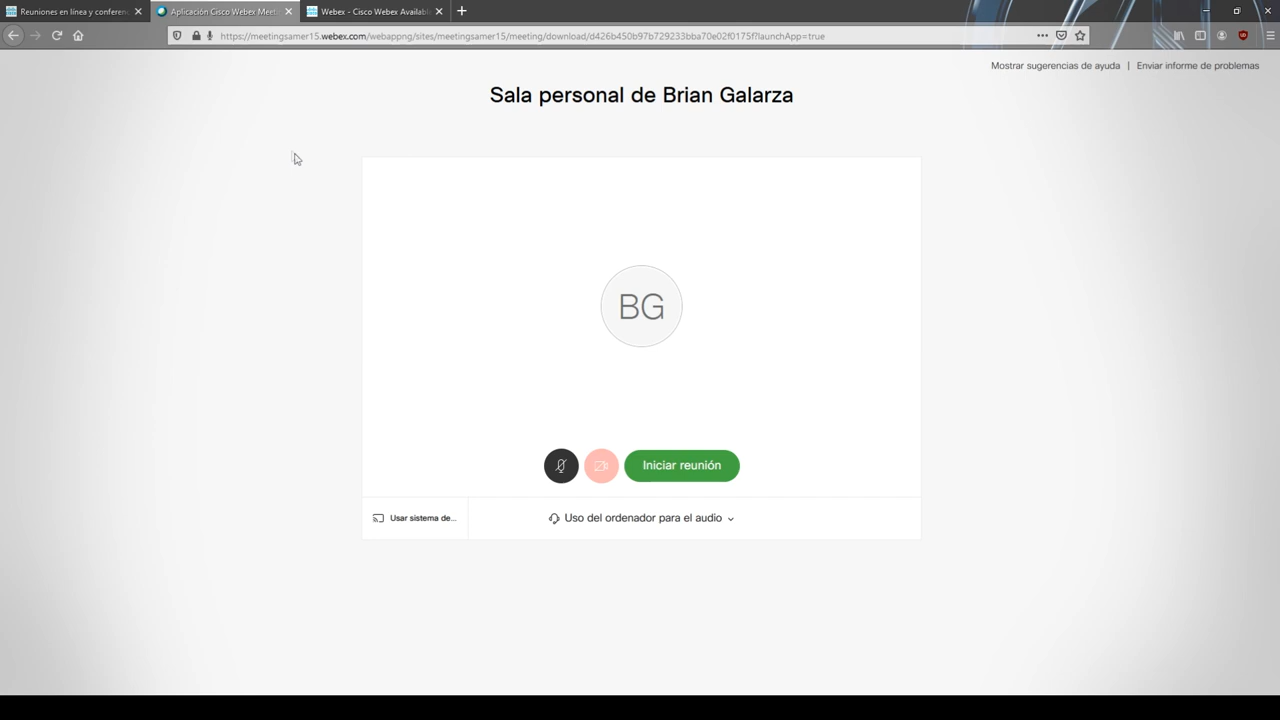 Reuniones en línea y conferenc
Aplicación Cisco Webex Meeti
Webex - Cisco Webex Available
https://meetingsamer15.webex.com/webappng/sites/meetingsamer15/meeting/download/d426b450b97b729233bba70e02f0175f?launchApp=true
Mostrar sugerencias de ayuda | Enviar informe de problemas
Sala personal de Brian Galarza
BG
Iniciar reunión
Usar sistema de...
Uso del ordenador para el audio